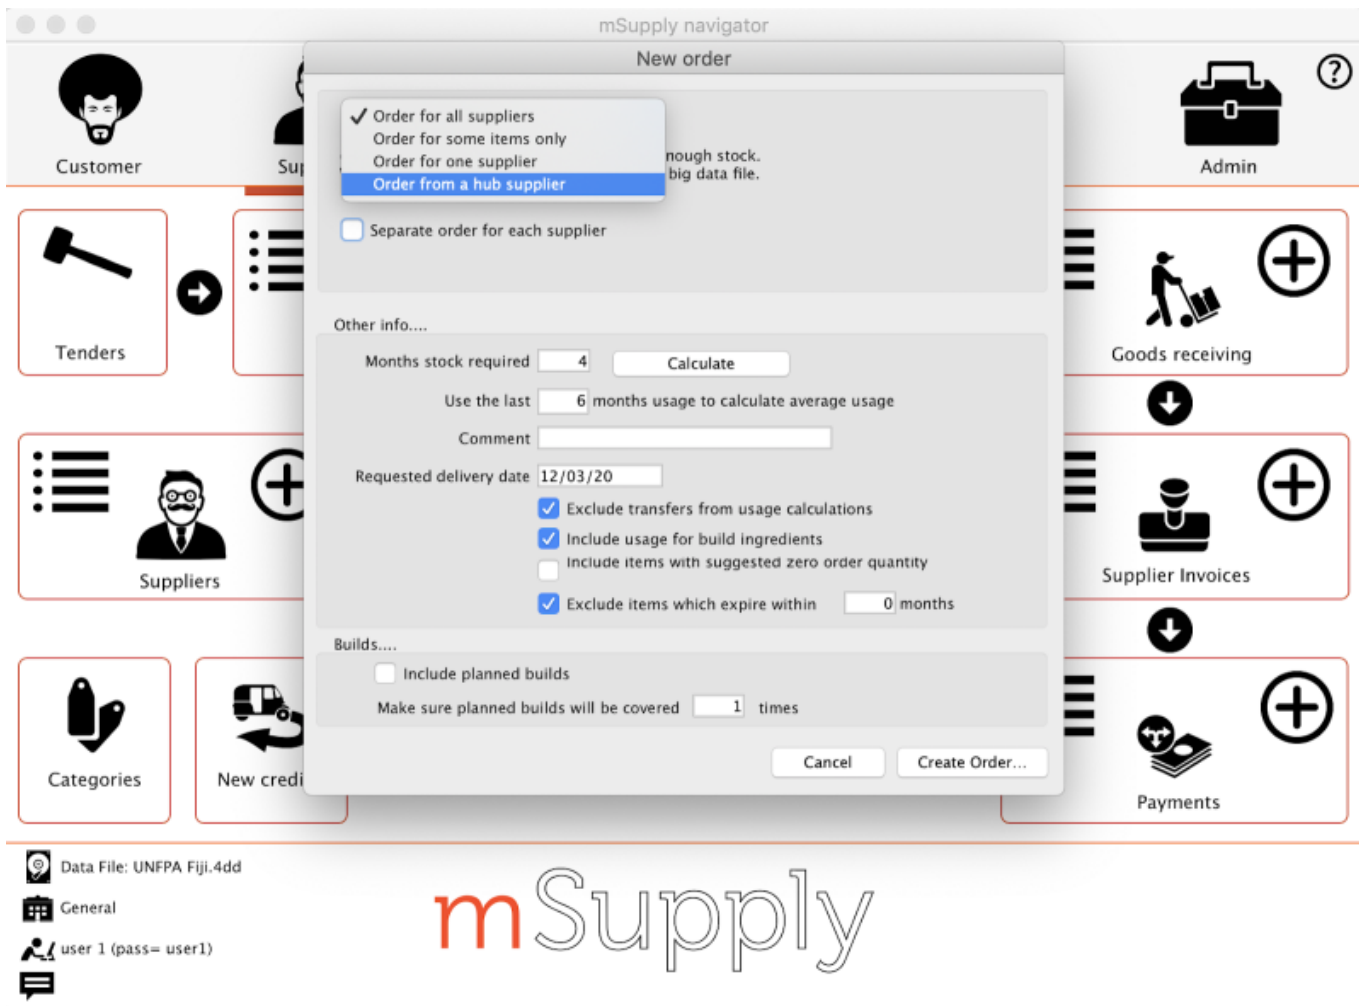 mSupply navigator
New order
Customer
Sup
Admin
?
✓ Order for all suppliers
Order for some items only
Order for one supplier
Order from a hub supplier
nough stock.
big data file.
Separate order for each supplier
Tenders
Goods receiving
Other info....
Months stock required 4 Calculate
Use the last 6 months usage to calculate average usage
Comment
Requested delivery date 12/03/20
Exclude transfers from usage calculations
Include usage for build ingredients
Include items with suggested zero order quantity
Exclude items which expire within 0 months
Suppliers
Supplier Invoices
Builds....
Include planned builds
Make sure planned builds will be covered 1 times
Cancel Create Order...
Categories
New credi
Payments
Data File: UNFPA Fiji.4dd
General
user 1 (pass= user1)
mSupply